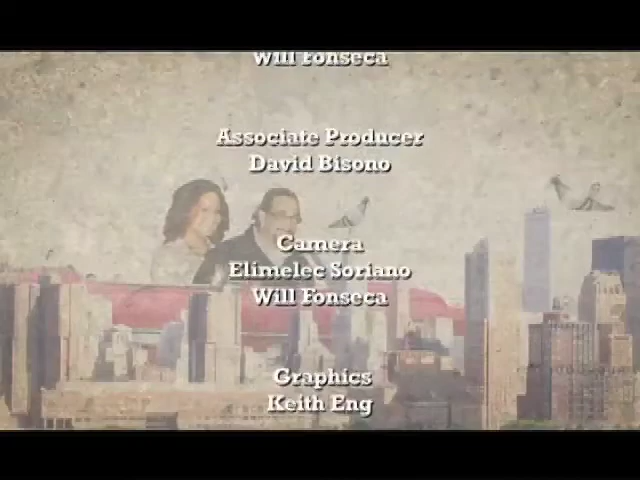 Will Fonseca
Associate Producer
David Bisono
Camera
Elimelec Soriano
Will Fonseca
Graphics
Keith Eng